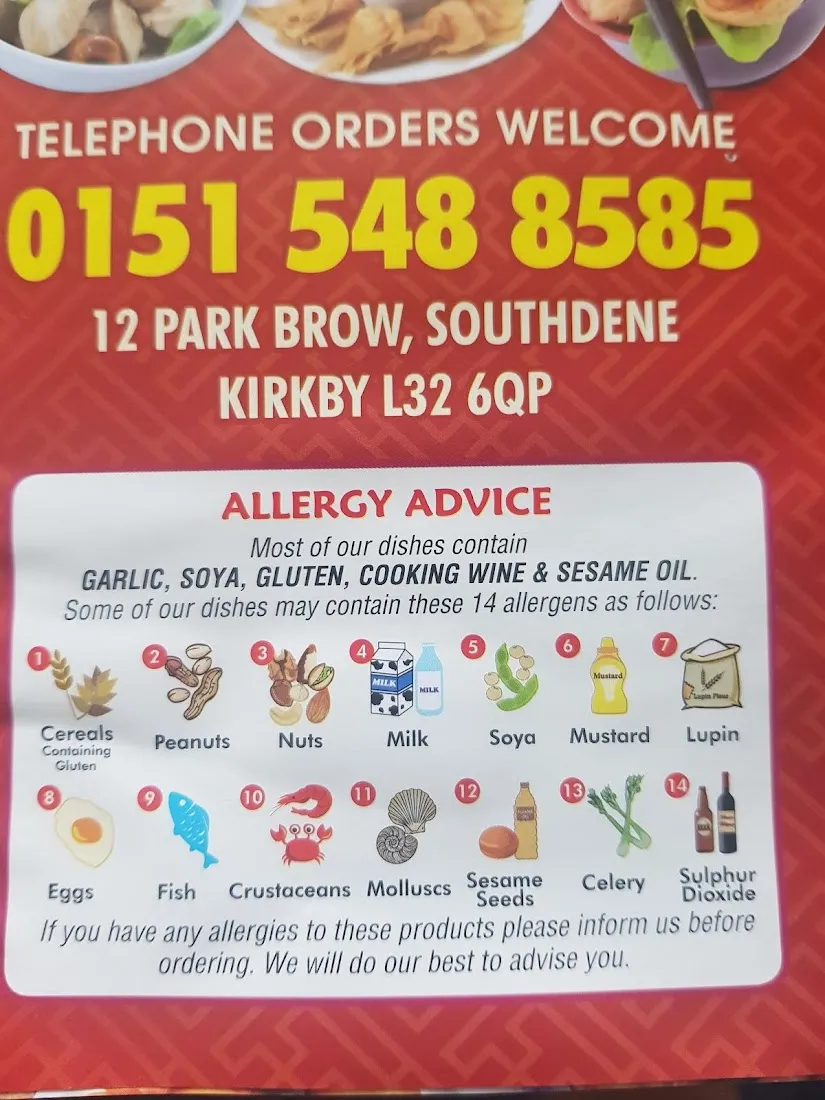 TELEPHONE ORDERS WELCOME
0151 548 8585
12 PARK BROW, SOUTHDENE
KIRKBY L32 6QP
ALLERGY ADVICE
Most of our dishes contain
GARLIC, SOYA, GLUTEN, COOKING WINE & SESAME OIL.
Some of our dishes may contain these 14 allergens as follows:
1 2 3 4 5 6 7
MILK MILK Mustard Lupin Flour
Cereals Peanuts Nuts Milk Soya Mustard Lupin
Containing
Gluten
8 9 10 11 12 13 14
BEER
Eggs Fish Crustaceans Molluscs Sesame Celery Sulphur
Seeds Dioxide
If you have any allergies to these products please inform us before
ordering. We will do our best to advise you.